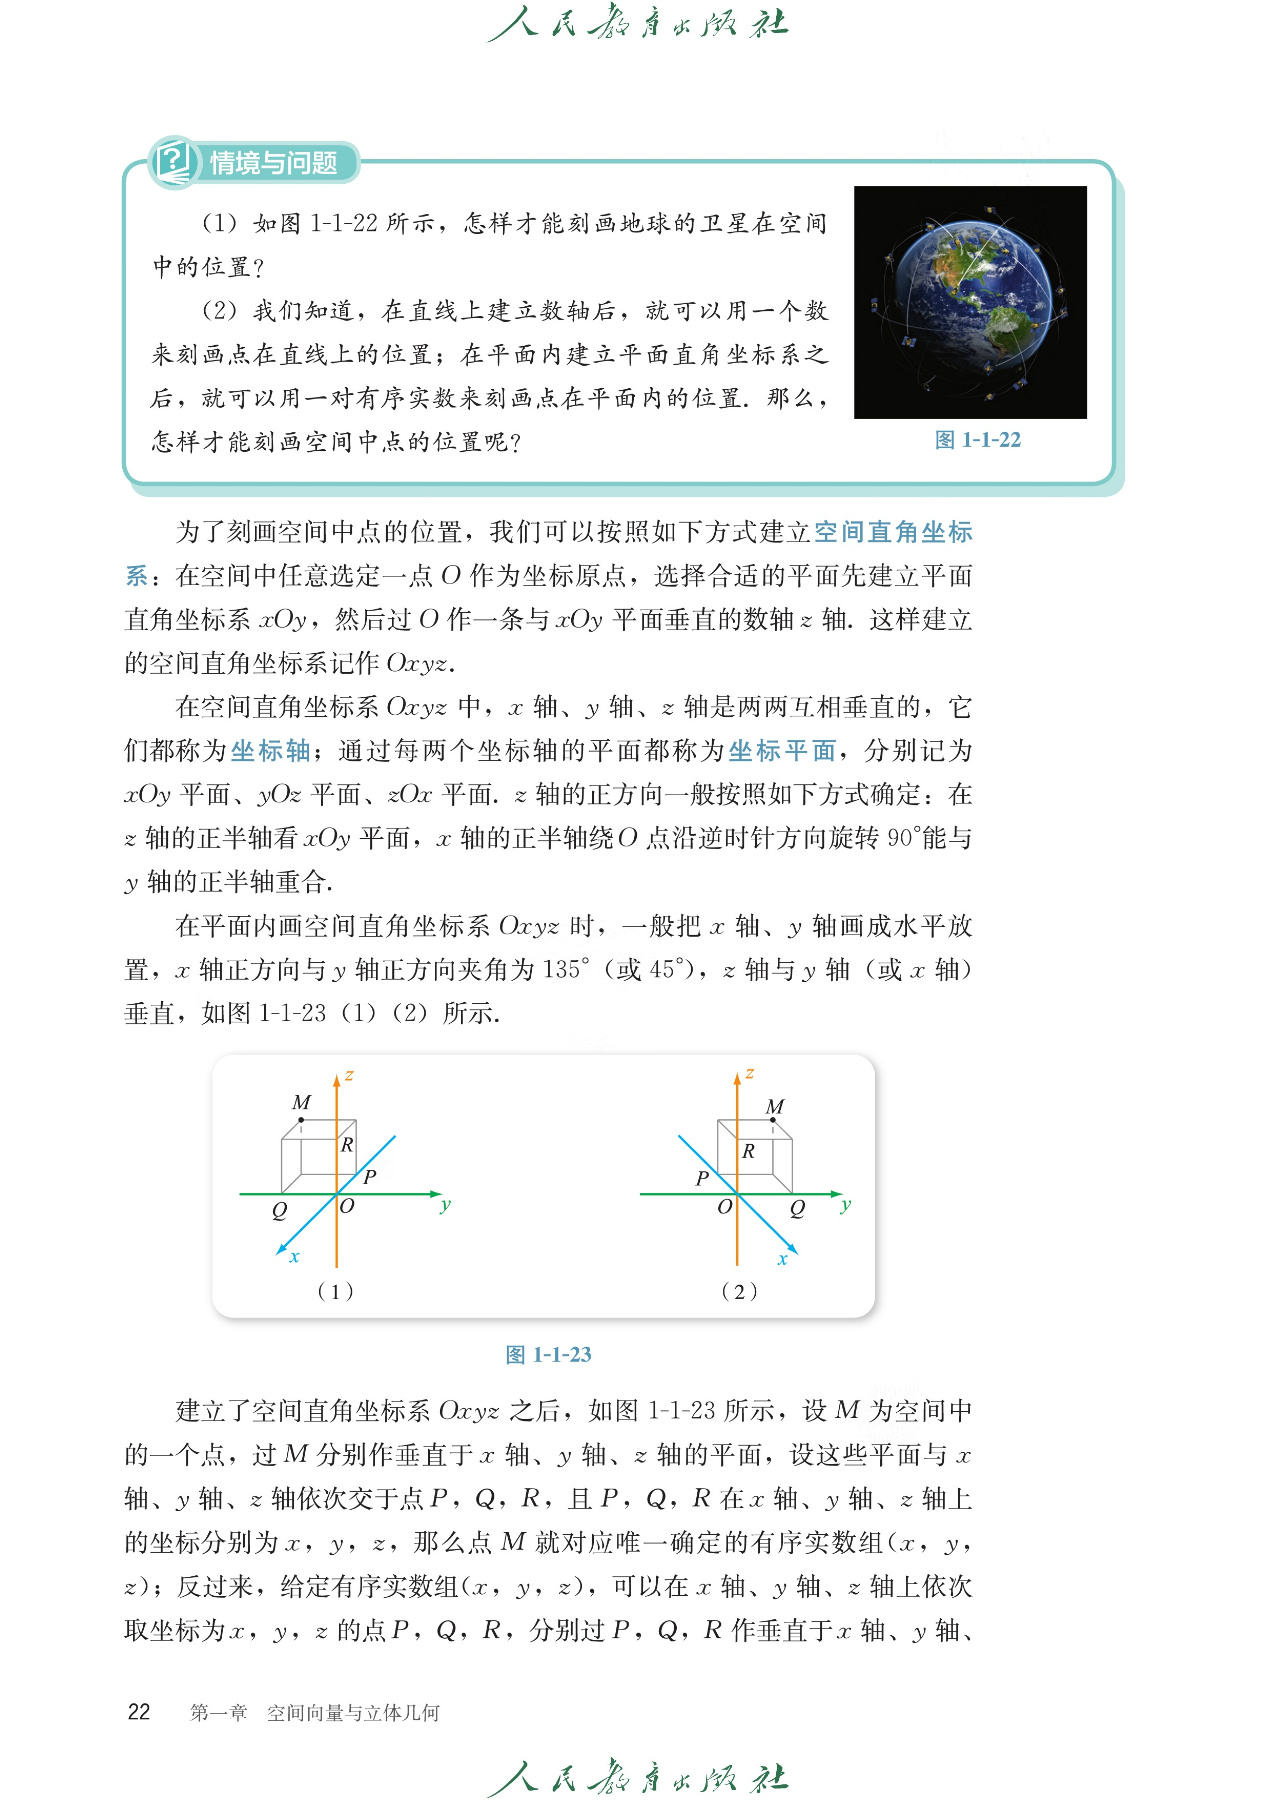 人民教育出版社
情境与问题
（1）如图 1-1-22 所示，怎样才能刻画地球的卫星在空间
中的位置？
（2）我们知道，在直线上建立数轴后，就可以用一个数
来刻画点在直线上的位置；在平面内建立平面直角坐标系之
后，就可以用一对有序实数来刻画点在平面内的位置．那么，
怎样才能刻画空间中点的位置呢？
图 1-1-22
为了刻画空间中点的位置，我们可以按照如下方式建立空间直角坐标
系：在空间中任意选定一点 O 作为坐标原点，选择合适的平面先建立平面
直角坐标系 xOy，然后过 O 作一条与 xOy 平面垂直的数轴 z 轴．这样建立
的空间直角坐标系记作 Oxyz．
在空间直角坐标系 Oxyz 中，x 轴、y 轴、z 轴是两两互相垂直的，它
们都称为坐标轴；通过每两个坐标轴的平面都称为坐标平面，分别记为
xOy 平面、yOz 平面、zOx 平面．z 轴的正方向一般按照如下方式确定：在
z 轴的正半轴看 xOy 平面，x 轴的正半轴绕 O 点沿逆时针方向旋转 90°能与
y 轴的正半轴重合．
在平面内画空间直角坐标系 Oxyz 时，一般把 x 轴、y 轴画成水平放
置，x 轴正方向与 y 轴正方向夹角为 135°（或 45°），z 轴与 y 轴（或 x 轴）
垂直，如图 1-1-23（1）（2）所示．
z
M
R
P
Q
O
y
x
（1）
z
M
R
P
O
Q
y
x
（2）
图 1-1-23
建立了空间直角坐标系 Oxyz 之后，如图 1-1-23 所示，设 M 为空间中
的一个点，过 M 分别作垂直于 x 轴、y 轴、z 轴的平面，设这些平面与 x
轴、y 轴、z 轴依次交于点 P，Q，R，且 P，Q，R 在 x 轴、y 轴、z 轴上
的坐标分别为 x，y，z，那么点 M 就对应唯一确定的有序实数组(x，y，
z)；反过来，给定有序实数组(x，y，z)，可以在 x 轴、y 轴、z 轴上依次
取坐标为 x，y，z 的点 P，Q，R，分别过 P，Q，R 作垂直于 x 轴、y 轴、
22 第一章 空间向量与立体几何
人民教育出版社